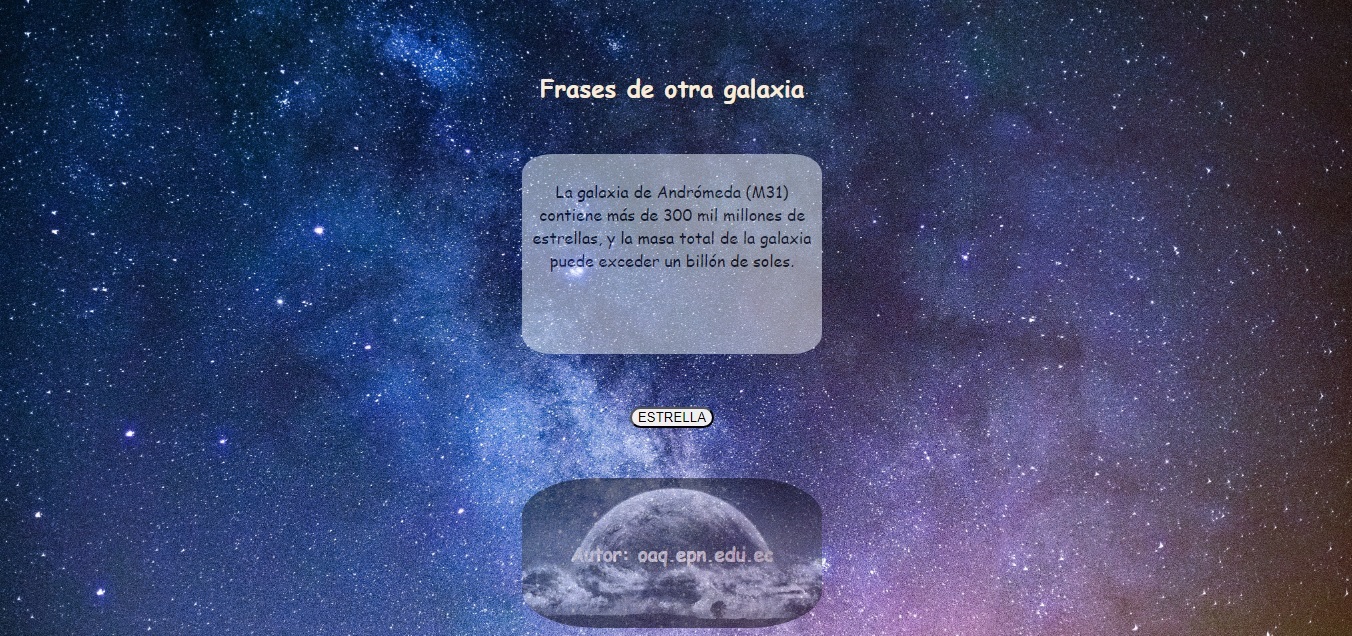 Frases de otra galaxia
La galaxia de Andrómeda (M31)
contiene más de 300 mil millones de
estrellas, y la masa total de la galaxia
puede exceder un billón de soles.
ESTRELLA
Autor: oaq.epn.edu.ec